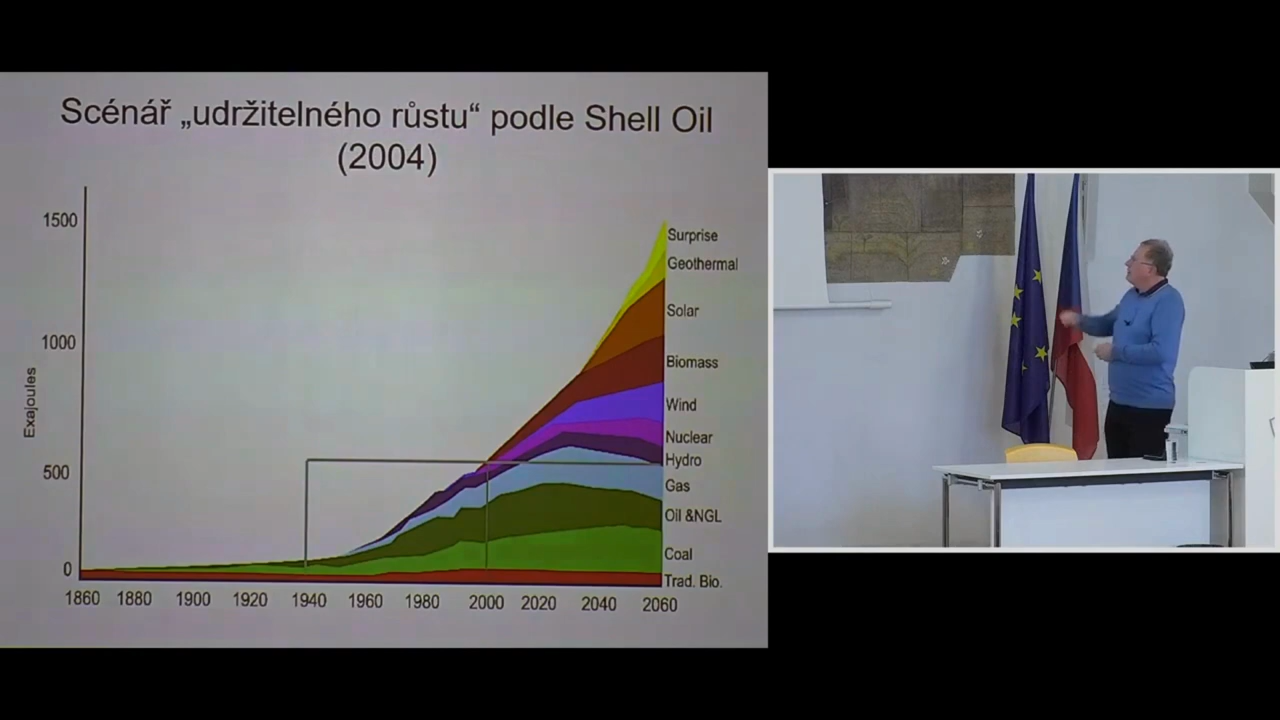 Scénář „udržitelného růstu“ podle Shell Oil
(2004)
1500
1000
500
0
Exajoules
Surprise
Geothermal
Solar
Biomass
Wind
Nuclear
Hydro
Gas
Oil &NGL
Coal
Trad. Bio.
1860 1880 1900 1920 1940 1960 1980 2000 2020 2040 2060